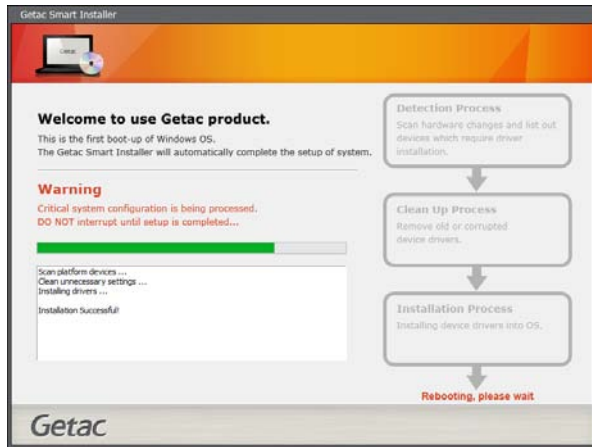 Getac Smart Installer
Getac
Welcome to use Getac product.
This is the first boot-up of Windows OS.
The Getac Smart Installer will automatically complete the setup of system.
Warning
Critical system configuration is being processed.
DO NOT interrupt until setup is completed...
Scan platform devices ...
Clean unnecessary settings ...
Installing drivers ...
Installation Successful!
Detection Process
Scan hardware changes and list out
devices which require driver
installation.
Clean Up Process
Remove old or corrupted
device drivers.
Installation Process
Installing device drivers into OS.
Rebooting, please wait
Getac